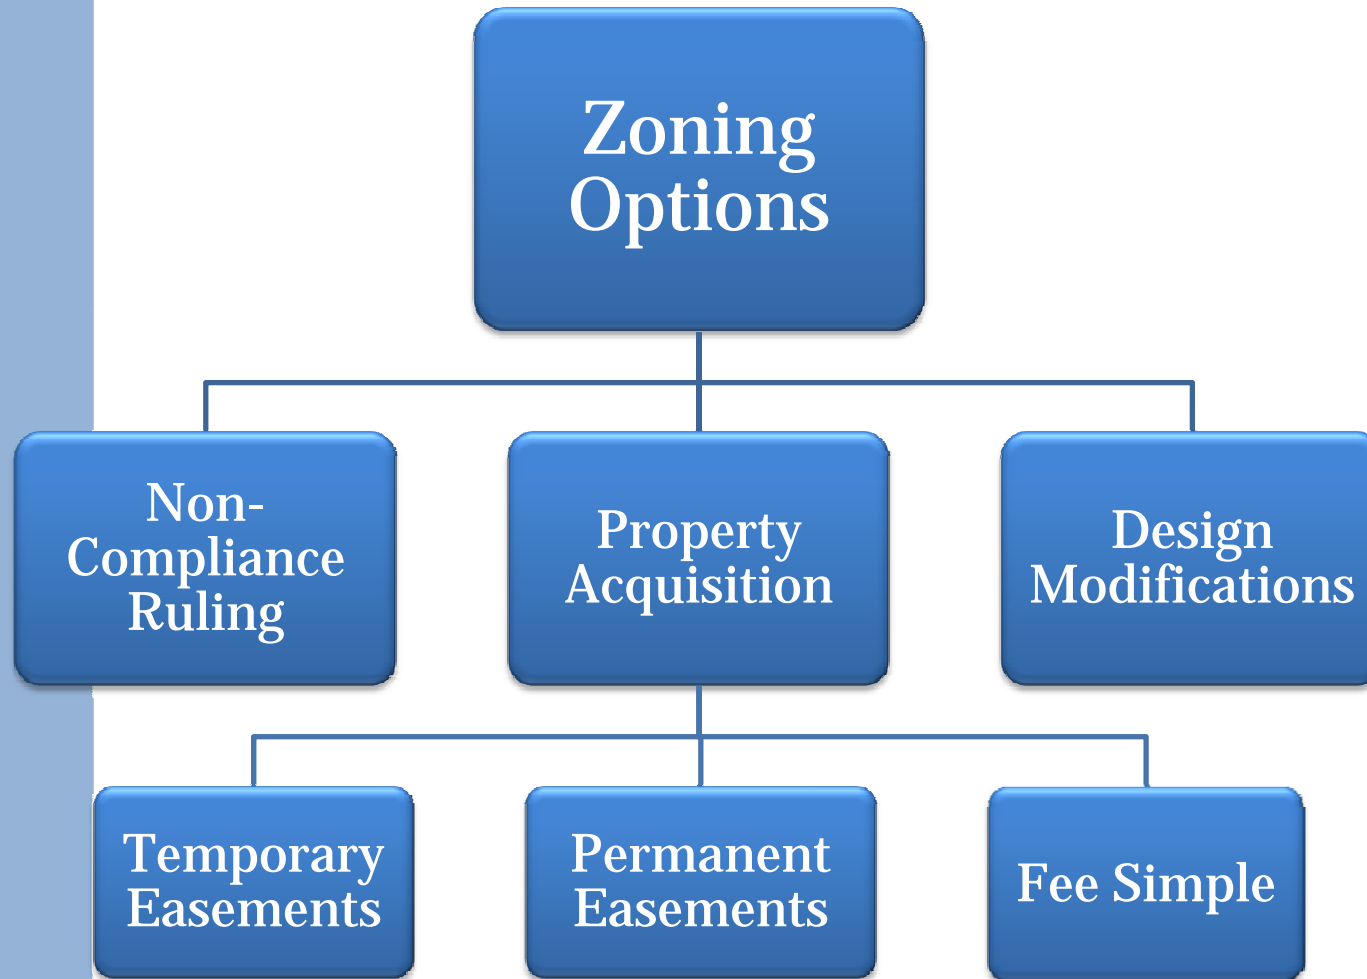 Zoning
Options
Non-
Compliance
Ruling
Property
Acquisition
Design
Modifications
Temporary
Easements
Permanent
Easements
Fee Simple